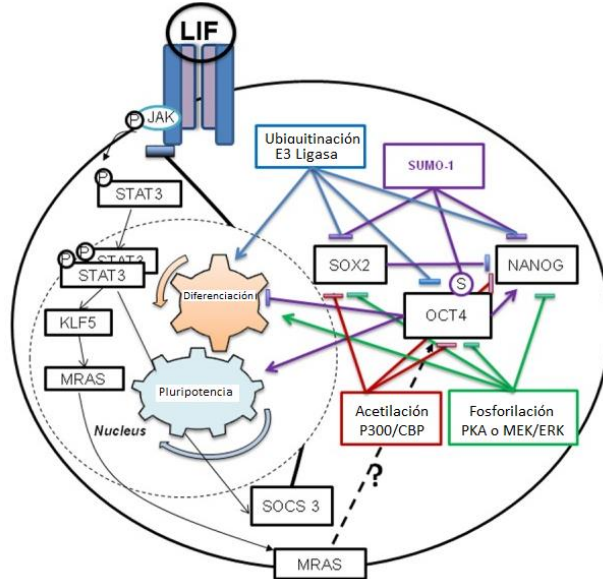 LIF
P
JAK
P
STAT3
Ubiquitinación
E3 Ligasa
SUMO-1
P
P
STAT3
STAT3
SOX2
NANOG
S
OCT4
Diferenciación
KLF5
MRAS
Pluripotencia
Nucleus
Acetilación
P300/CBP
Fosforilación
PKA o MEK/ERK
SOCS 3
?
MRAS